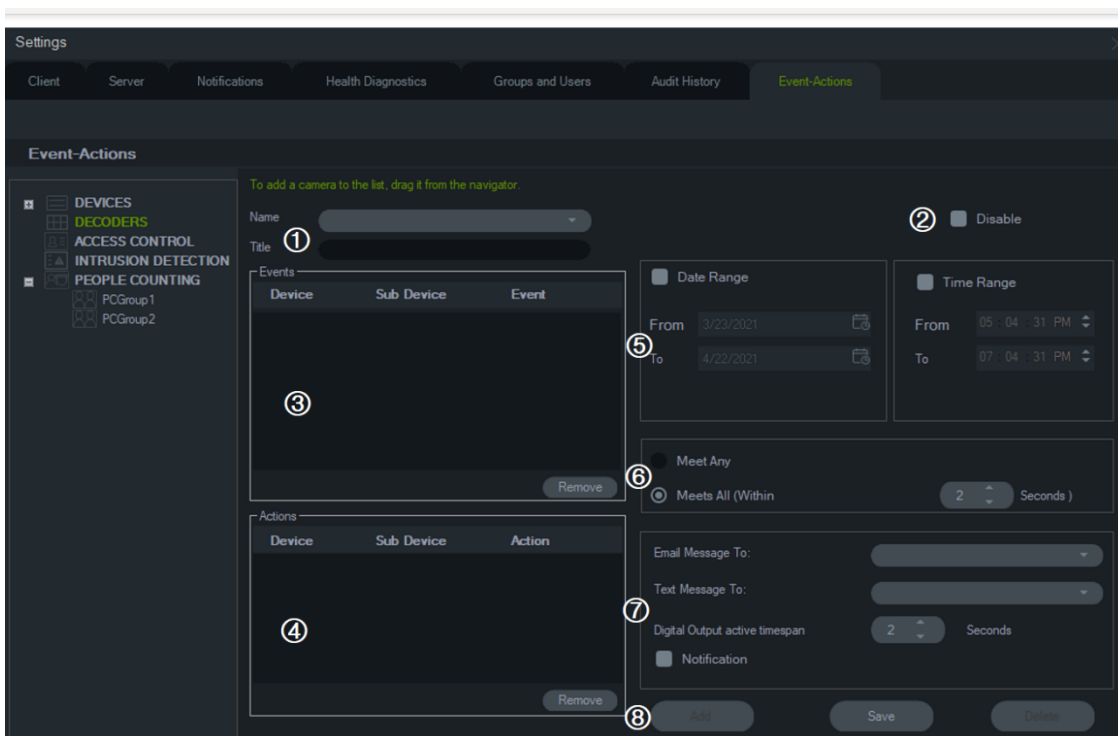 Settings
Client Server Notifications Health Diagnostics Groups and Users Audit History Event-Actions
Event-Actions
DEVICES
DECODERS
ACCESS CONTROL
INTRUSION DETECTION
PEOPLE COUNTING
PCGroup1
PCGroup2
To add a camera to the list, drag it from the navigator.
Name
① 
Title
② Disable
Events
Device Sub Device Event
③
Remove
Actions
Device Sub Device Action
④
Remove
⑤
Date Range
From 3/23/2021
To 4/22/2021
Time Range
From 05 : 04 : 31 PM
To 07 : 04 : 31 PM
⑥
Meet Any
Meets All (Within 2 Seconds )
⑦
Email Message To:
Text Message To:
Digital Output active timespan 2 Seconds
Notification
⑧ Add Save Delete